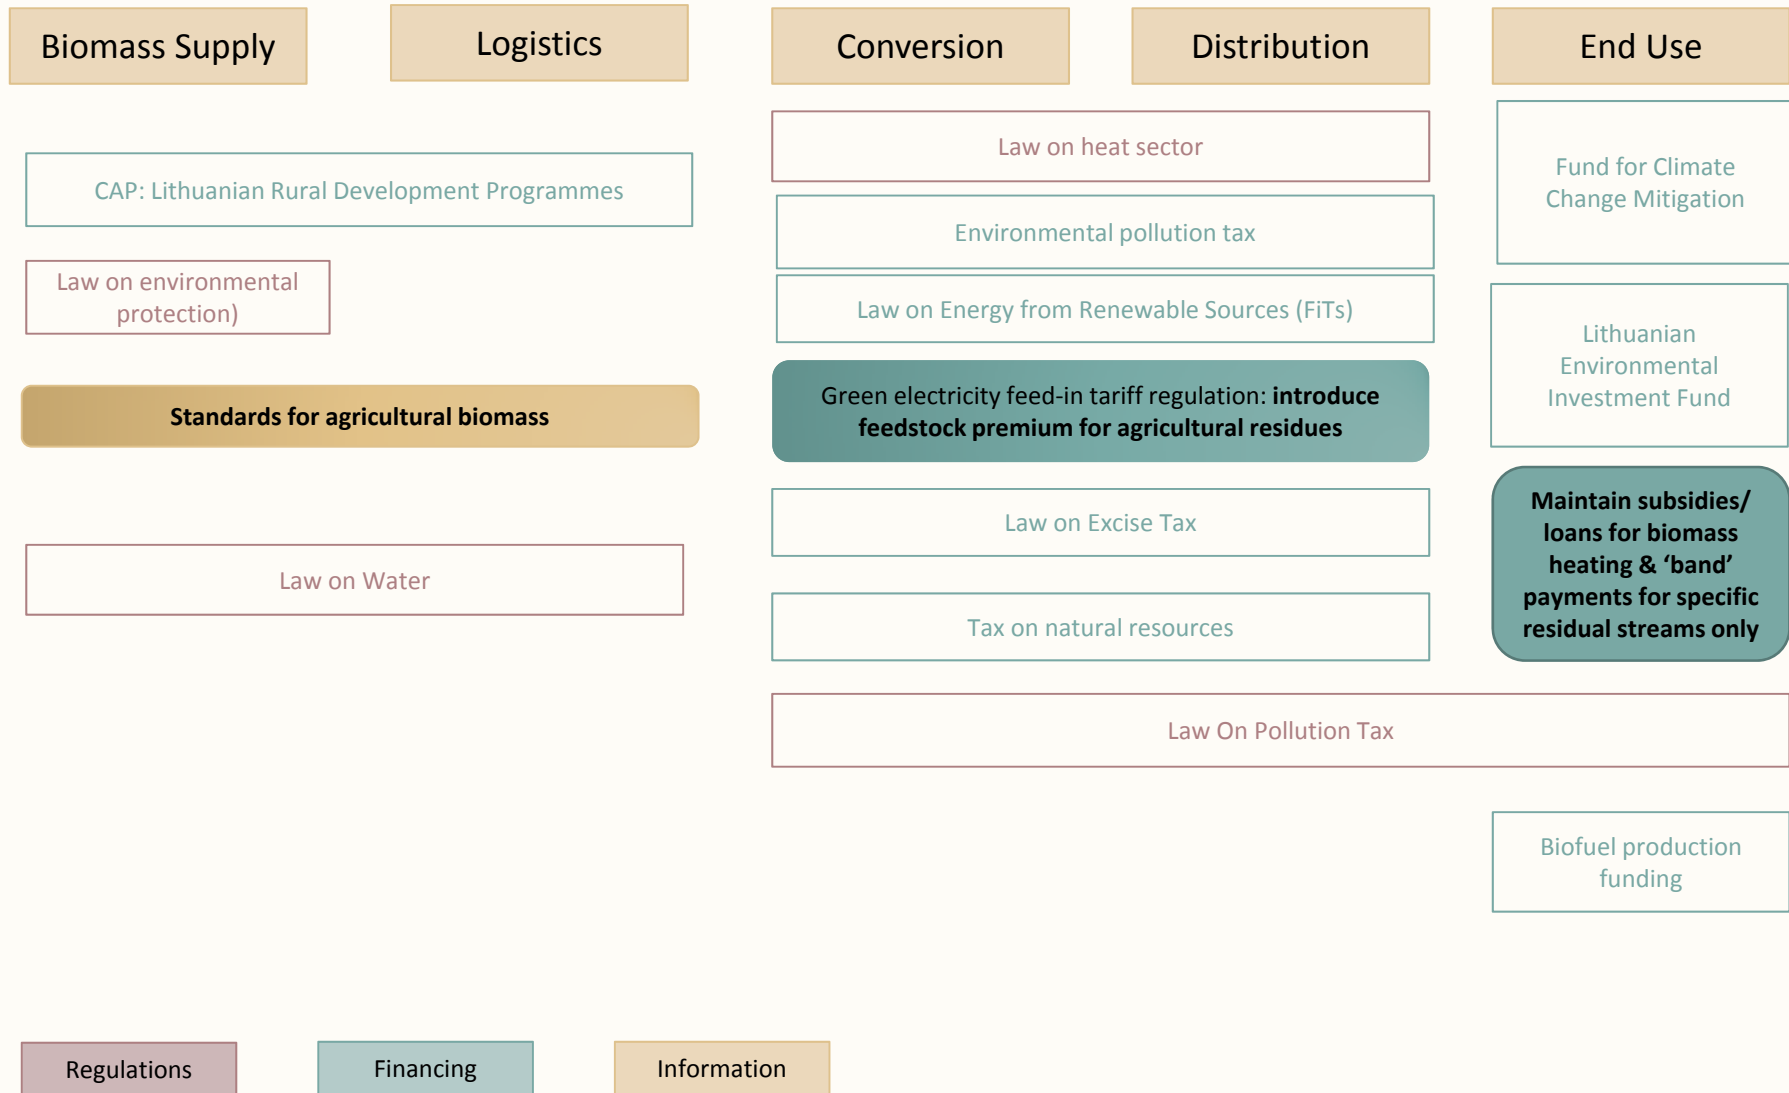 Biomass Supply
Logistics
Conversion
Distribution
End Use
CAP: Lithuanian Rural Development Programmes
Law on environmental
protection)
Standards for agricultural biomass
Law on Water
Law on heat sector
Environmental pollution tax
Law on Energy from Renewable Sources (FiTs)
Green electricity feed-in tariff regulation: introduce
feedstock premium for agricultural residues
Law on Excise Tax
Tax on natural resources
Law On Pollution Tax
Fund for Climate
Change Mitigation
Lithuanian
Environmental
Investment Fund
Maintain subsidies/
loans for biomass
heating & ‘band’
payments for specific
residual streams only
Biofuel production
funding
Regulations
Financing
Information